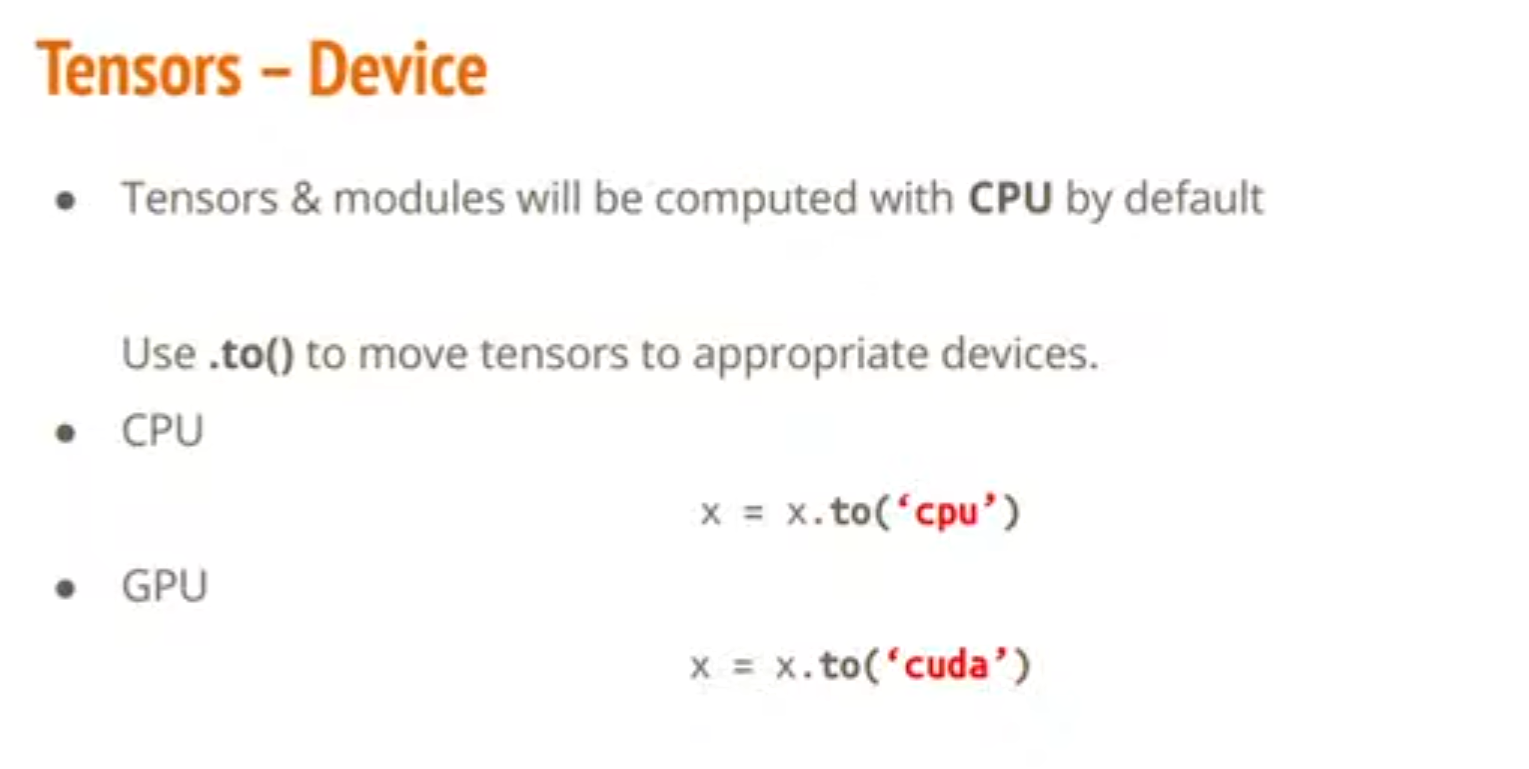 Tensors – Device
● Tensors & modules will be computed with CPU by default
Use .to() to move tensors to appropriate devices.
● CPU
x = x.to(‘cpu’)
● GPU
x = x.to(‘cuda’)